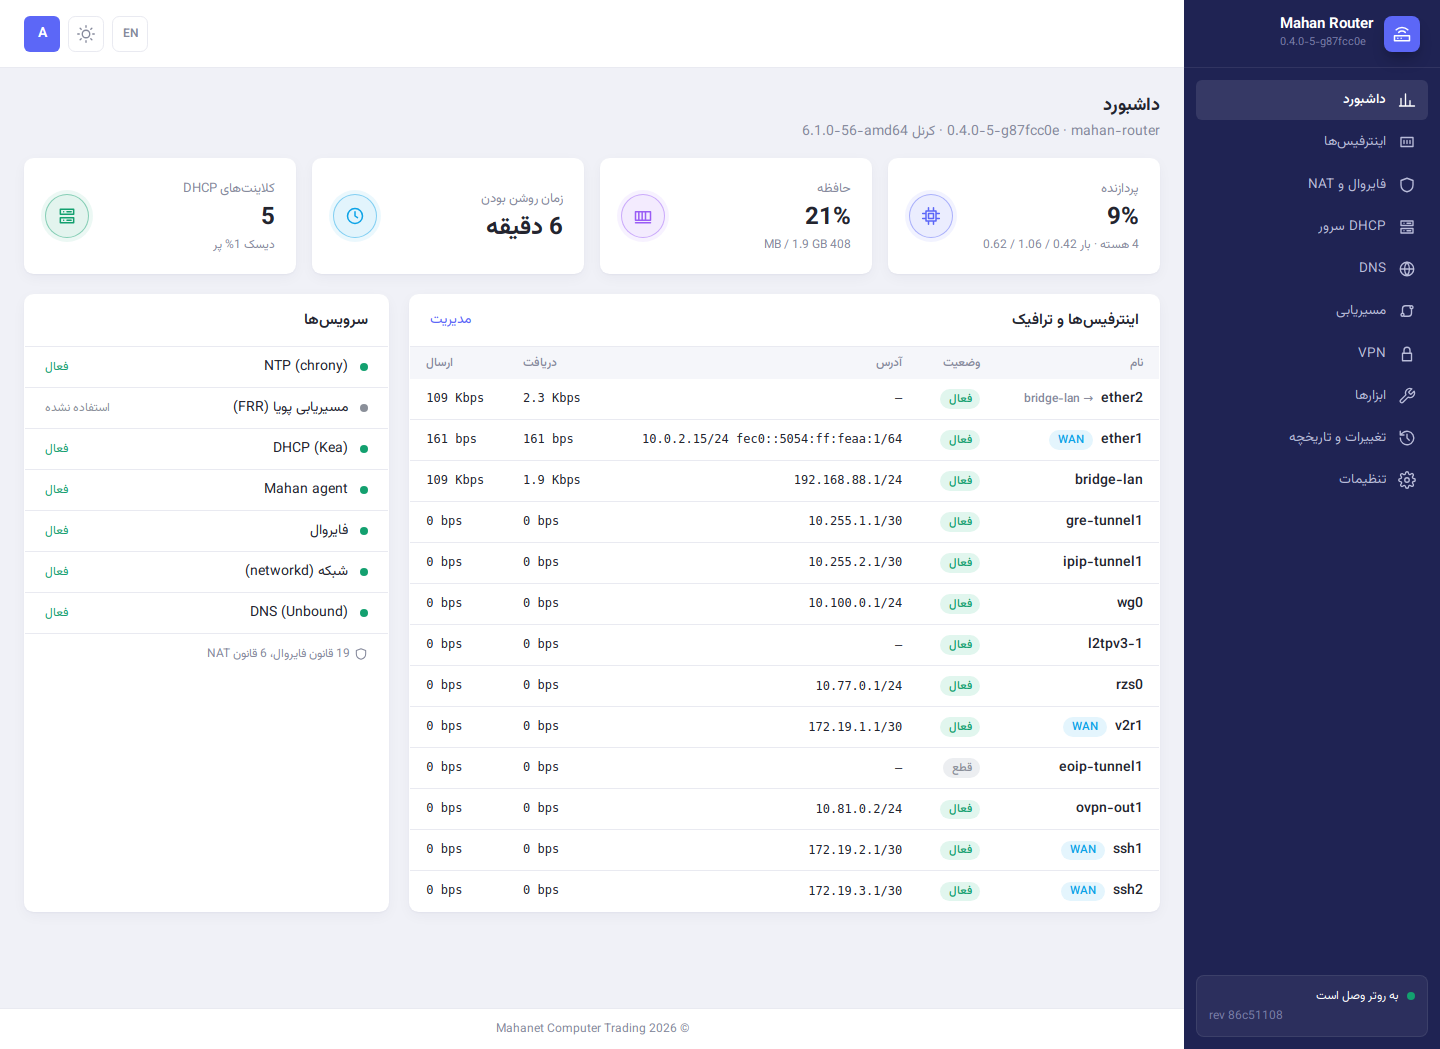 Mahan Router
0.4.0-5-g87fcc0e
داشبورد
اینترفیس‌ها
فایروال و NAT
DHCP سرور
DNS
مسیریابی
VPN
ابزارها
تغییرات و تاریخچه
تنظیمات
به روتر وصل است
rev 86c51108
EN
A
داشبورد
mahan-router · 0.4.0-5-g87fcc0e · کرنل 6.1.0-56-amd64
پردازنده
9%
4 هسته · بار 0.42 / 1.06 / 0.62
حافظه
21%
408 MB / 1.9 GB
زمان روشن بودن
6 دقیقه
کلاینت‌های DHCP
5
دیسک 1% پر
اینترفیس‌ها و ترافیک مدیریت
نام وضعیت آدرس دریافت ارسال
ether2 → bridge-lan فعال — 2.3 Kbps 109 Kbps
ether1 WAN فعال 10.0.2.15/24 fec0::5054:ff:feaa:1/64 161 bps 161 bps
bridge-lan فعال 192.168.88.1/24 1.9 Kbps 109 Kbps
gre-tunnel1 فعال 10.255.1.1/30 0 bps 0 bps
ipip-tunnel1 فعال 10.255.2.1/30 0 bps 0 bps
wg0 فعال 10.100.0.1/24 0 bps 0 bps
l2tpv3-1 فعال — 0 bps 0 bps
rzs0 فعال 10.77.0.1/24 0 bps 0 bps
v2r1 WAN فعال 172.19.1.1/30 0 bps 0 bps
eoip-tunnel1 قطع — 0 bps 0 bps
ovpn-out1 فعال 10.81.0.2/24 0 bps 0 bps
ssh1 WAN فعال 172.19.2.1/30 0 bps 0 bps
ssh2 WAN فعال 172.19.3.1/30 0 bps 0 bps
سرویس‌ها
NTP (chrony) فعال
مسیریابی پویا (FRR) استفاده نشده
DHCP (Kea) فعال
Mahan agent فعال
فایروال فعال
شبکه (networkd) فعال
DNS (Unbound) فعال
19 قانون فایروال، 6 قانون NAT
© 2026 Mahanet Computer Trading